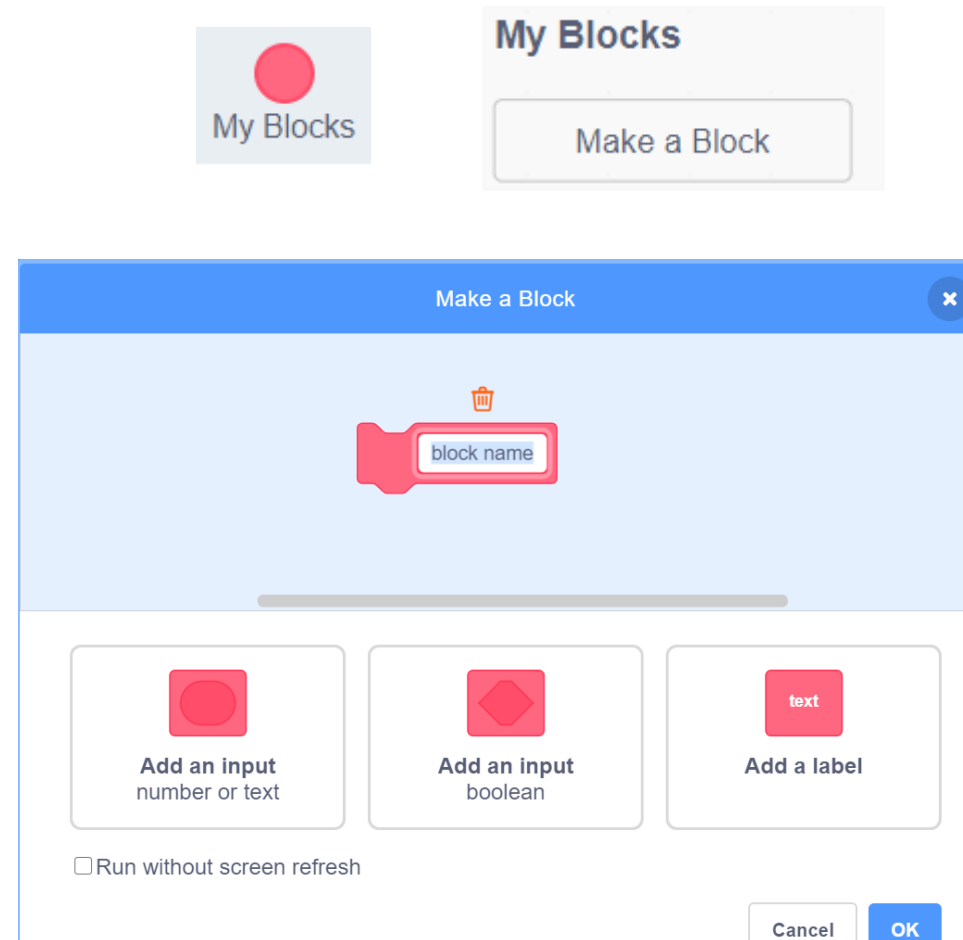 My Blocks
My Blocks
Make a Block
Make a Block
block name
Add an input
number or text
Add an input
boolean
text
Add a label
Run without screen refresh
Cancel
OK